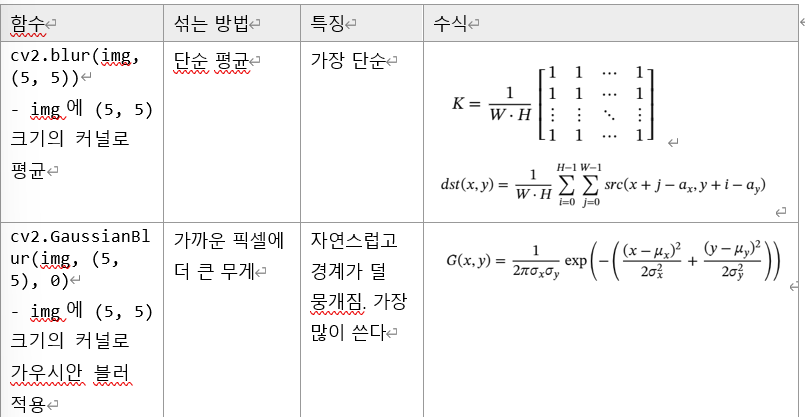 함수 섞는 방법 특징 수식
cv2.blur(img,
(5, 5))
- img에 (5, 5)
크기의 커널로
평균
단순 평균
가장 단순
K = 1/(W·H) [1 1 ⋯ 1
1 1 ⋯ 1
⋮ ⋮ ⋱ ⋮
1 1 ⋯ 1]
dst(x, y) = 1/(W·H) ∑_{i=0}^{H−1} ∑_{j=0}^{W−1} src(x + j − a_x, y + i − a_y)
cv2.GaussianBl
ur(img, (5,
5), 0)
- img에 (5, 5)
크기의 커널로
가우시안 블러
적용
가까운 픽셀에
더 큰 무게
자연스럽고
경계가 덜
뭉개짐. 가장
많이 쓴다
G(x, y) = 1/(2πσ_xσ_y) exp(−((x − μ_x)²/(2σ_x²) + (y − μ_y)²/(2σ_y²)))